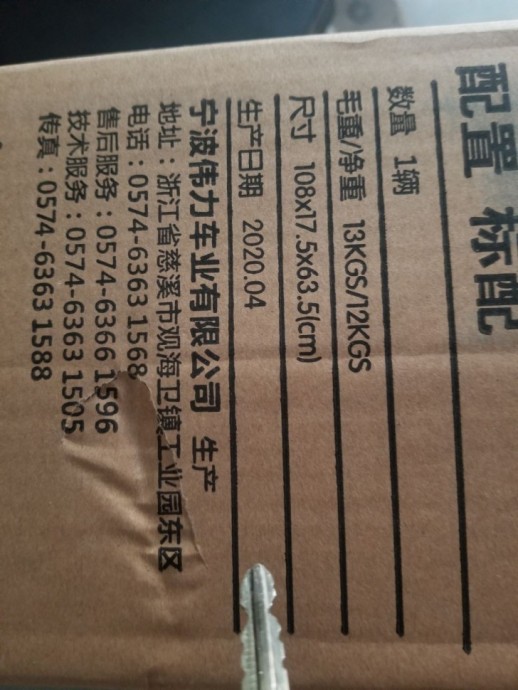 配置 标配
数量 1辆
毛重/净重 13KGS/12KGS
尺寸 108x17.5x63.5(cm)
生产日期 2020.04
宁波伟力车业有限公司 生产
地址:浙江省慈溪市观海卫镇工业园东区
电话:0574-6363 1568
售后服务:0574-6366 1596
技术服务:0574-6363 1505
传真:0574-6363 1588